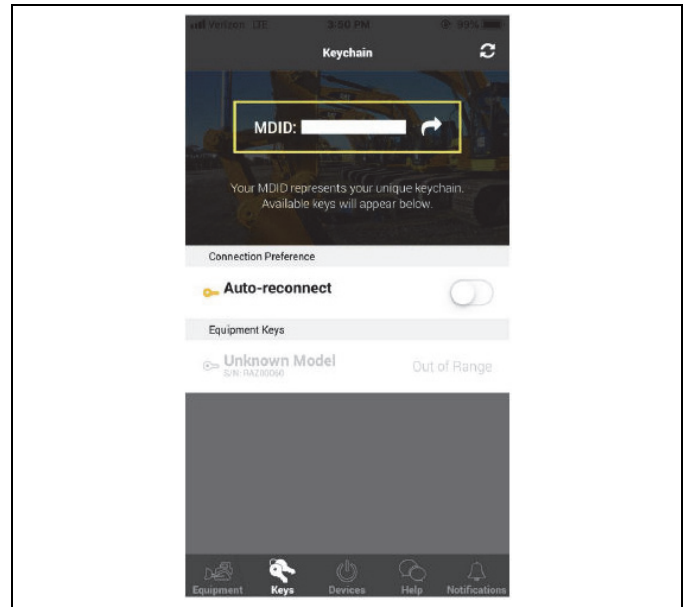 Verizon LTE 3:50 PM 99%
Keychain
MDID:
Your MDID represents your unique keychain.
Available keys will appear below.
Connection Preference
Auto-reconnect
Equipment Keys
Unknown Model Out of Range
S/N: RAZ00060
Equipment Keys Devices Help Notifications